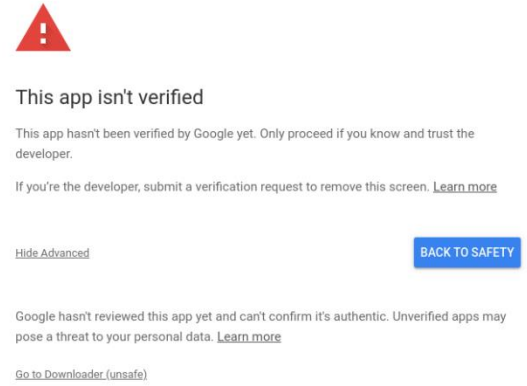 This app isn't verified
This app hasn't been verified by Google yet. Only proceed if you know and trust the
developer.
If you're the developer, submit a verification request to remove this screen. Learn more
Hide Advanced
BACK TO SAFETY
Google hasn't reviewed this app yet and can't confirm it's authentic. Unverified apps may
pose a threat to your personal data. Learn more
Go to Downloader (unsafe)